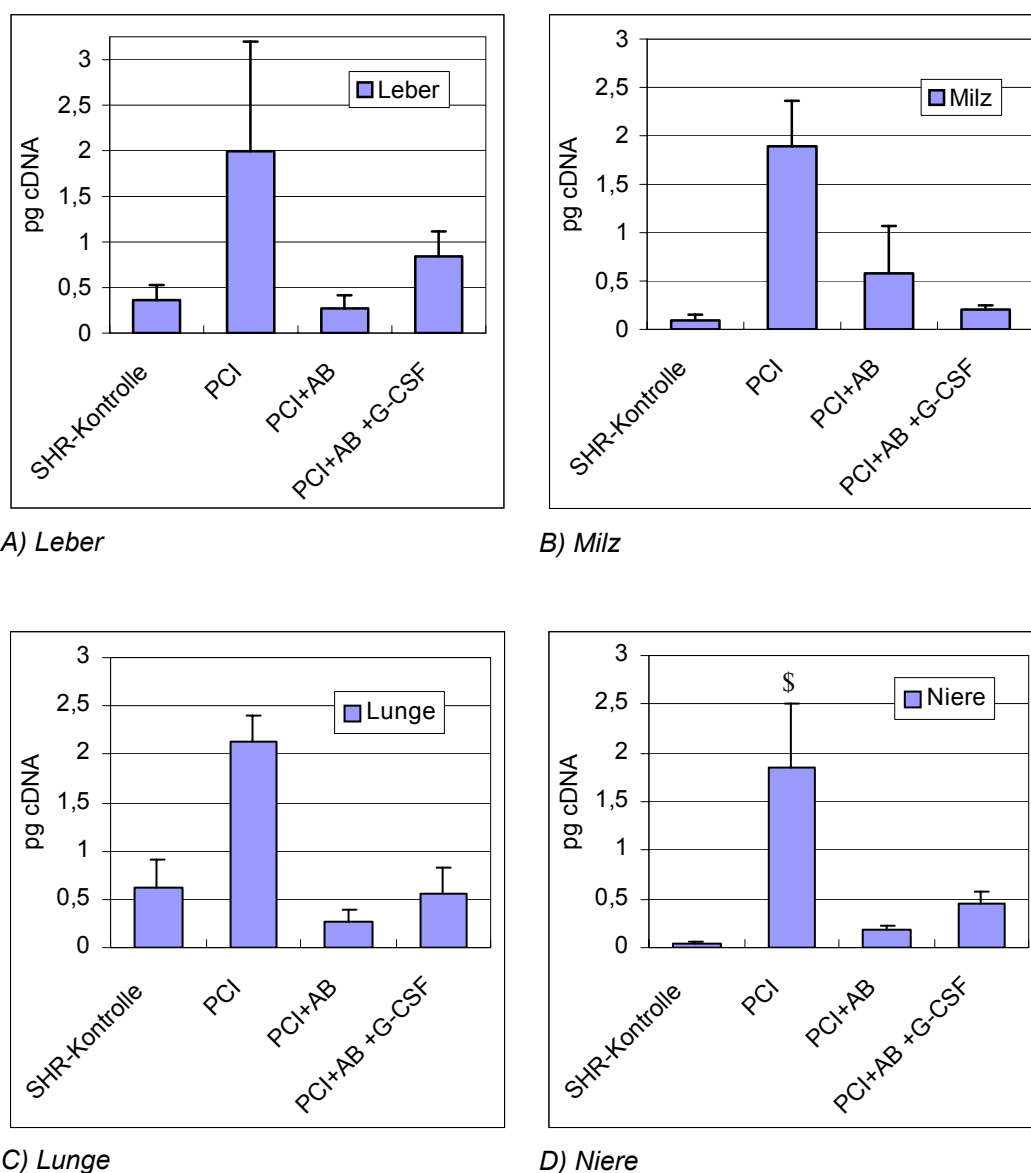 3
2,5
2
1,5
1
0,5
0
pg cDNA
Leber
SHR-Kontrolle
PCI
PCI+AB
PCI+AB +G-CSF
A) Leber
3
2,5
2
1,5
1
0,5
0
pg cDNA
Milz
SHR-Kontrolle
PCI
PCI+AB
PCI+AB +G-CSF
B) Milz
3
2,5
2
1,5
1
0,5
0
pg cDNA
Lunge
SHR-Kontrolle
PCI
PCI+AB
PCI+AB +G-CSF
C) Lunge
3
2,5
2
1,5
1
0,5
0
pg cDNA
$
Niere
SHR-Kontrolle
PCI
PCI+AB
PCI+AB +G-CSF
D) Niere